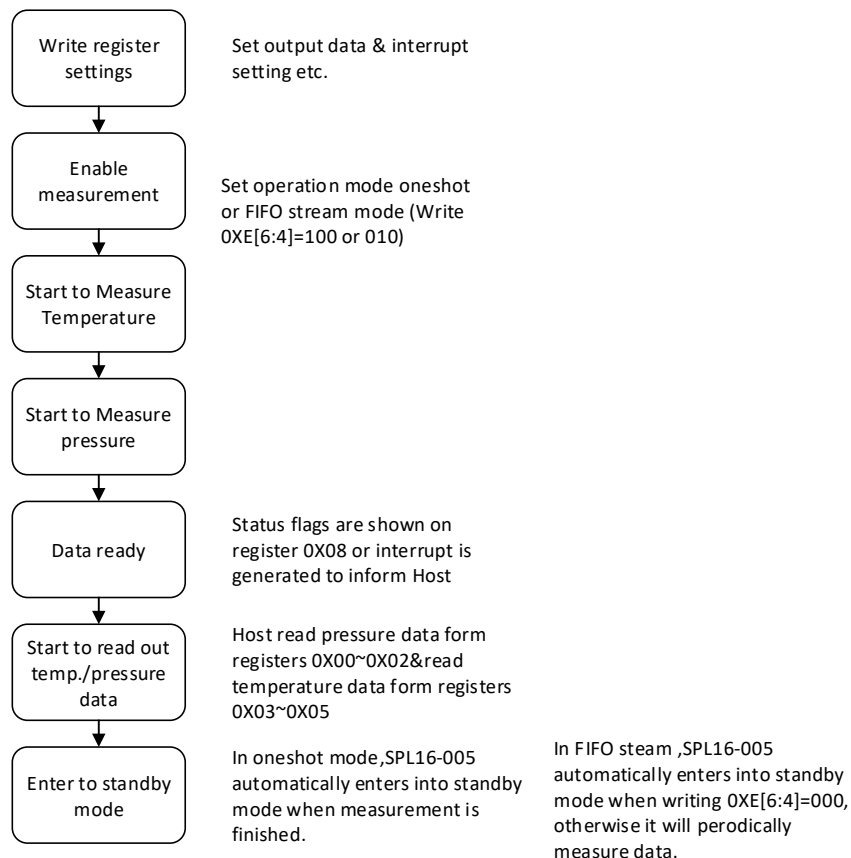 Write register
settings
Set output data & interrupt
setting etc.
Enable
measurement
Set operation mode oneshot
or FIFO stream mode (Write
0XE[6:4]=100 or 010)
Start to Measure
Temperature
Start to Measure
pressure
Data ready
Status flags are shown on
register 0X08 or interrupt is
generated to inform Host
Start to read out
temp./pressure
data
Host read pressure data form
registers 0X00~0X02&read
temperature data form registers
0X03~0X05
Enter to standby
mode
In oneshot mode,SPL16-005
automatically enters into standby
mode when measurement is
finished.
In FIFO steam ,SPL16-005
automatically enters into standby
mode when writing 0XE[6:4]=000,
otherwise it will perodically
measure data.